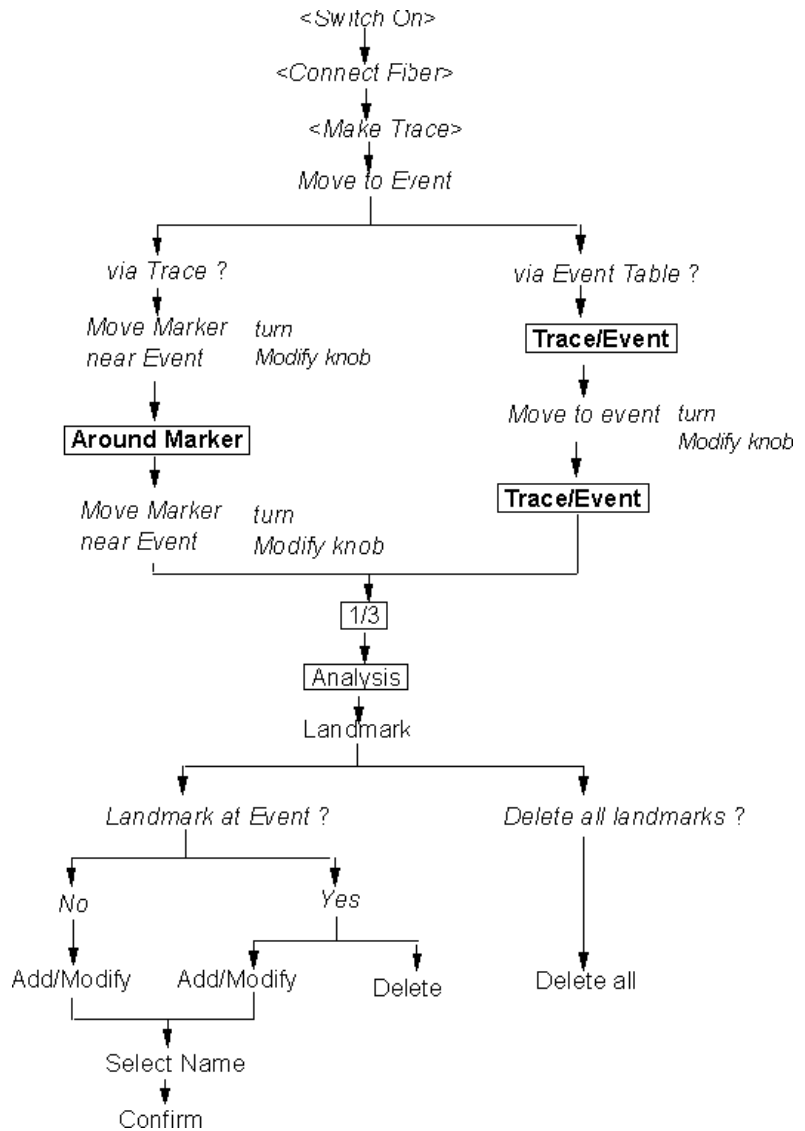 <Switch On>
<Connect Fiber>
<Make Trace>
Move to Event
via Trace ?
via Event Table ?
Move Marker turn
near Event Modify knob
Trace/Event
Around Marker
Move to event turn
Modify knob
Trace/Event
Move Marker turn
near Event Modify knob
1/3
Analysis
Landmark
Landmark at Event ?
Delete all landmarks ?
No
Yes
Add/Modify
Add/Modify
Delete
Delete all
Select Name
Confirm